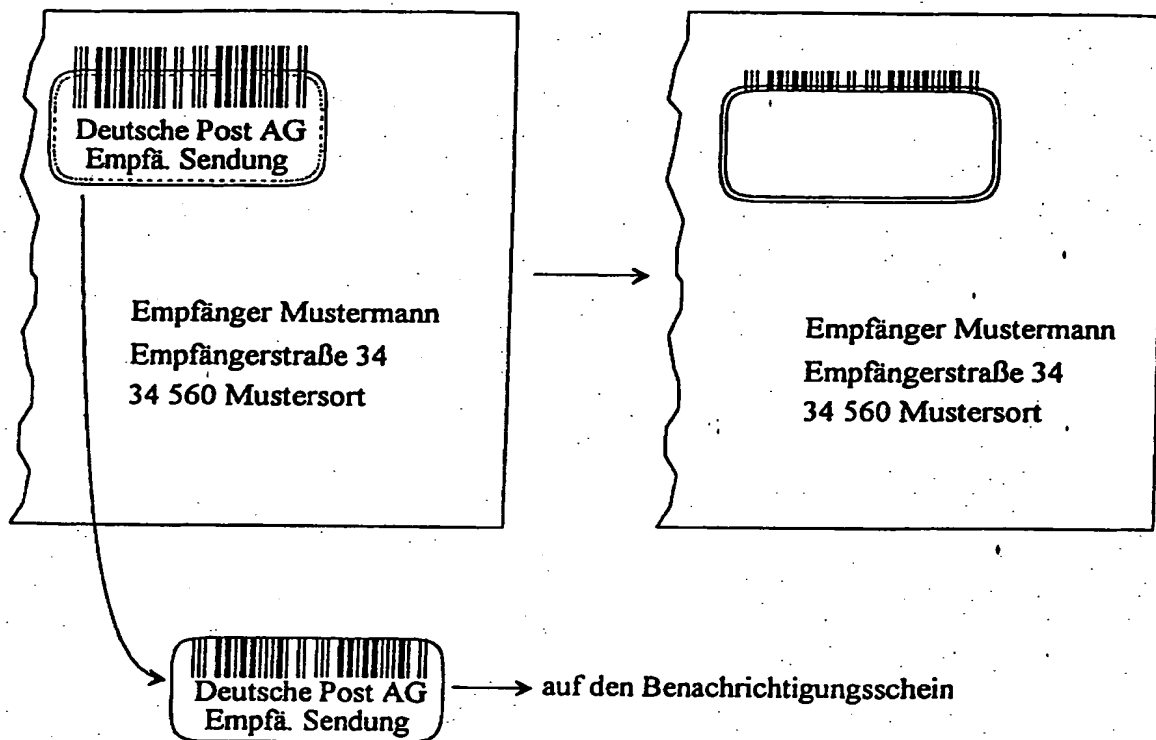 Deutsche Post AG
Empfä. Sendung
Empfänger Mustermann
Empfängerstraße 34
34 560 Mustersort
Empfänger Mustermann
Empfängerstraße 34
34 560 Mustersort
Deutsche Post AG
Empfä. Sendung
auf den Benachrichtigungsschein